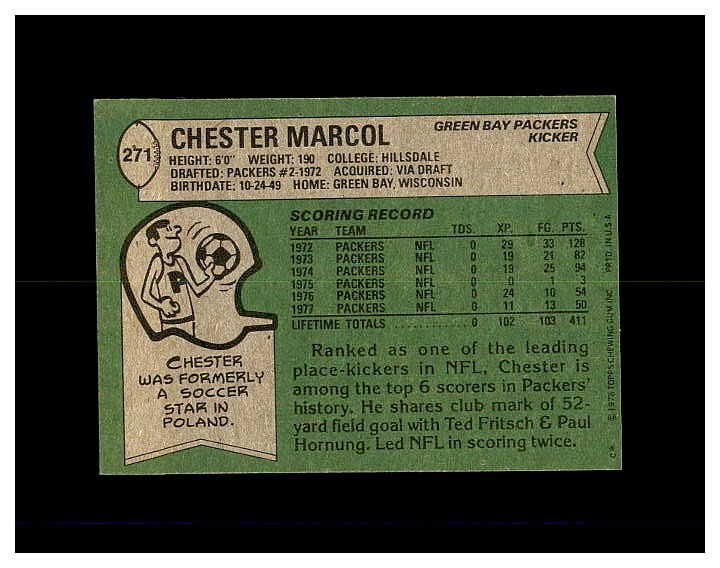 271
CHESTER MARCOL
GREEN BAY PACKERS
KICKER
HEIGHT: 6'0" WEIGHT: 190 COLLEGE: HILLSDALE
DRAFTED: PACKERS #2-1972 ACQUIRED: VIA DRAFT
BIRTHDATE: 10-24-49 HOME: GREEN BAY, WISCONSIN
P
CHESTER
WAS FORMERLY
A SOCCER
STAR IN
POLAND.
SCORING RECORD
YEAR TEAM TDS. XP. FG. PTS.
1972 PACKERS NFL 0 29 33 128
1973 PACKERS NFL 0 19 21 82
1974 PACKERS NFL 0 19 25 94
1975 PACKERS NFL 0 0 1 3
1976 PACKERS NFL 0 24 10 54
1977 PACKERS NFL 0 11 13 50
LIFETIME TOTALS ............ 0 102 103 411
Ranked as one of the leading
place-kickers in NFL, Chester is
among the top 6 scorers in Packers'
history. He shares club mark of 52-
yard field goal with Ted Fritsch & Paul
Hornung. Led NFL in scoring twice.
C* © 1978 TOPPS CHEWING GUM INC. PRTD. IN U.S.A.